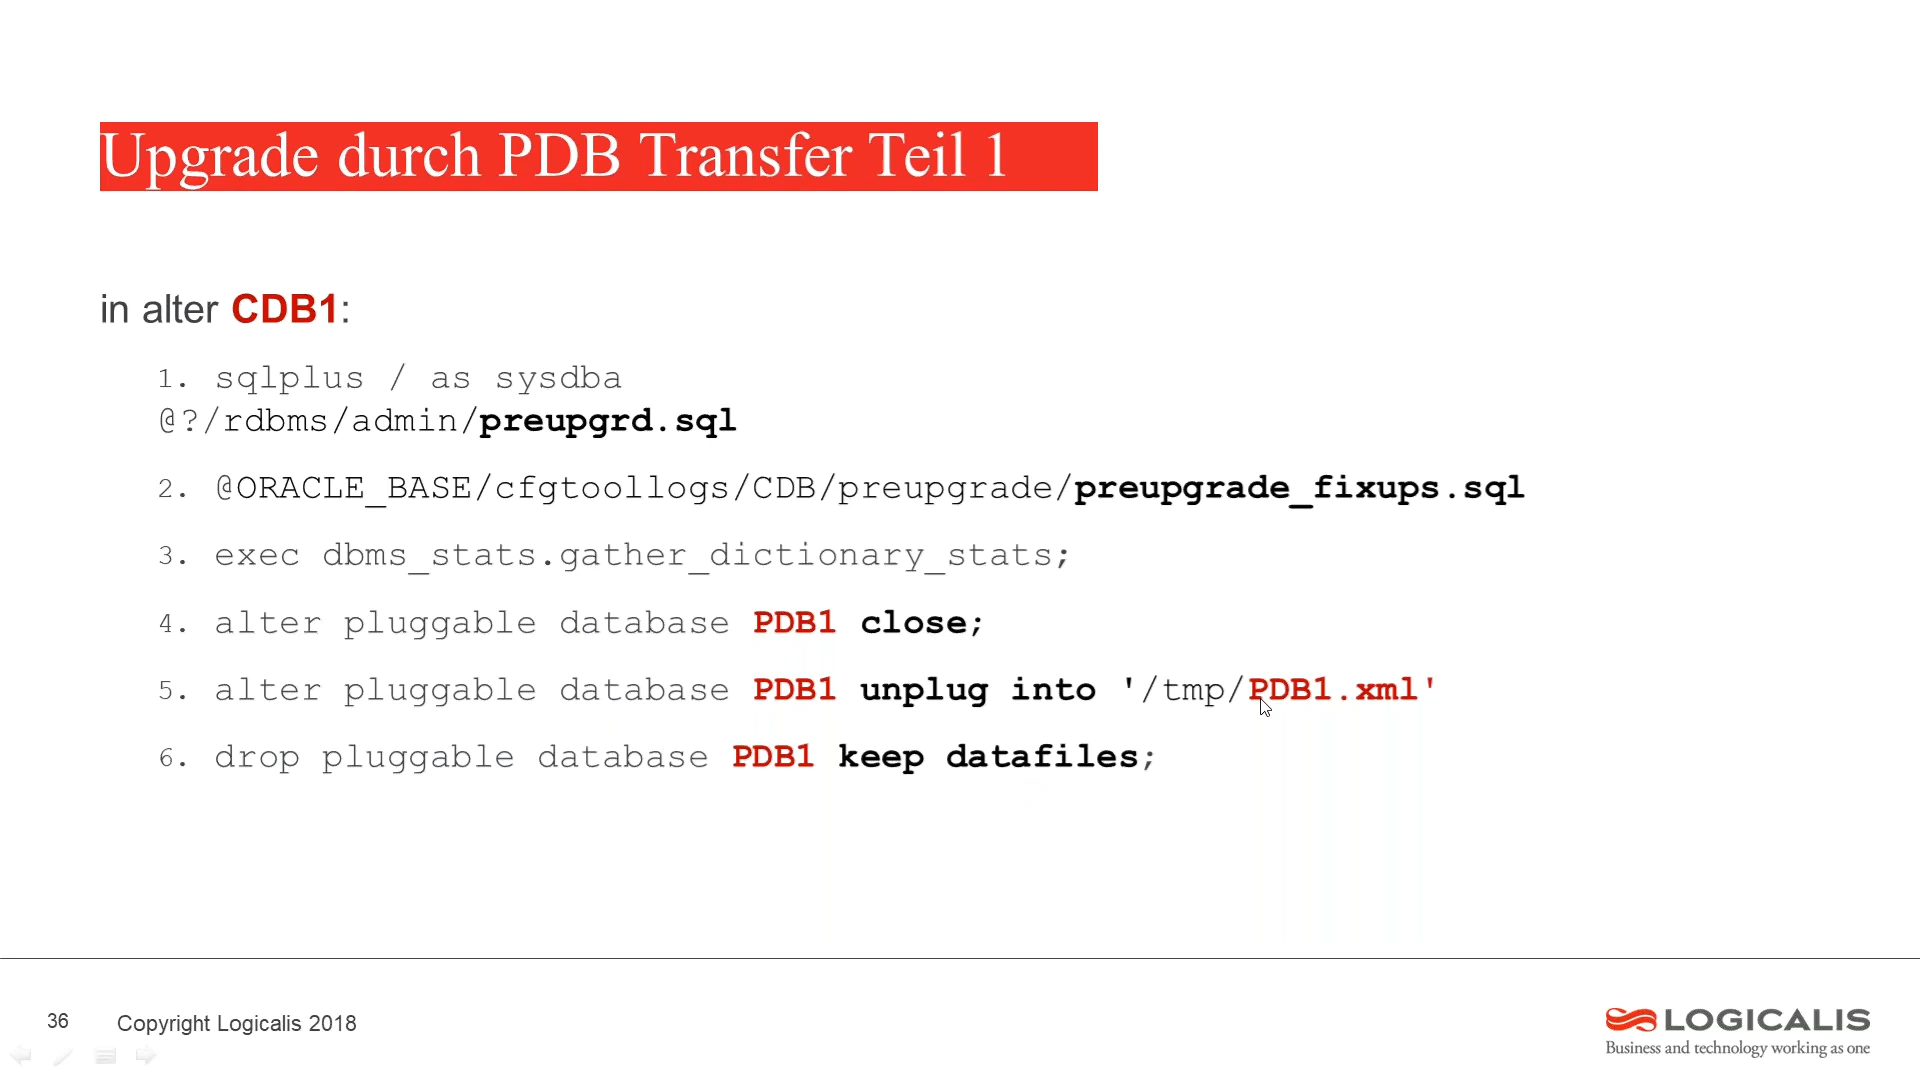 Upgrade durch PDB Transfer Teil 1
in alter CDB1:
1. sqlplus / as sysdba
@?/rdbms/admin/preupgrd.sql
2. @ORACLE_BASE/cfgtoollogs/CDB/preupgrade/preupgrade_fixups.sql
3. exec dbms_stats.gather_dictionary_stats;
4. alter pluggable database PDB1 close;
5. alter pluggable database PDB1 unplug into '/tmp/PDB1.xml'
6. drop pluggable database PDB1 keep datafiles;
36 Copyright Logicalis 2018
LOGICALIS
Business and technology working as one